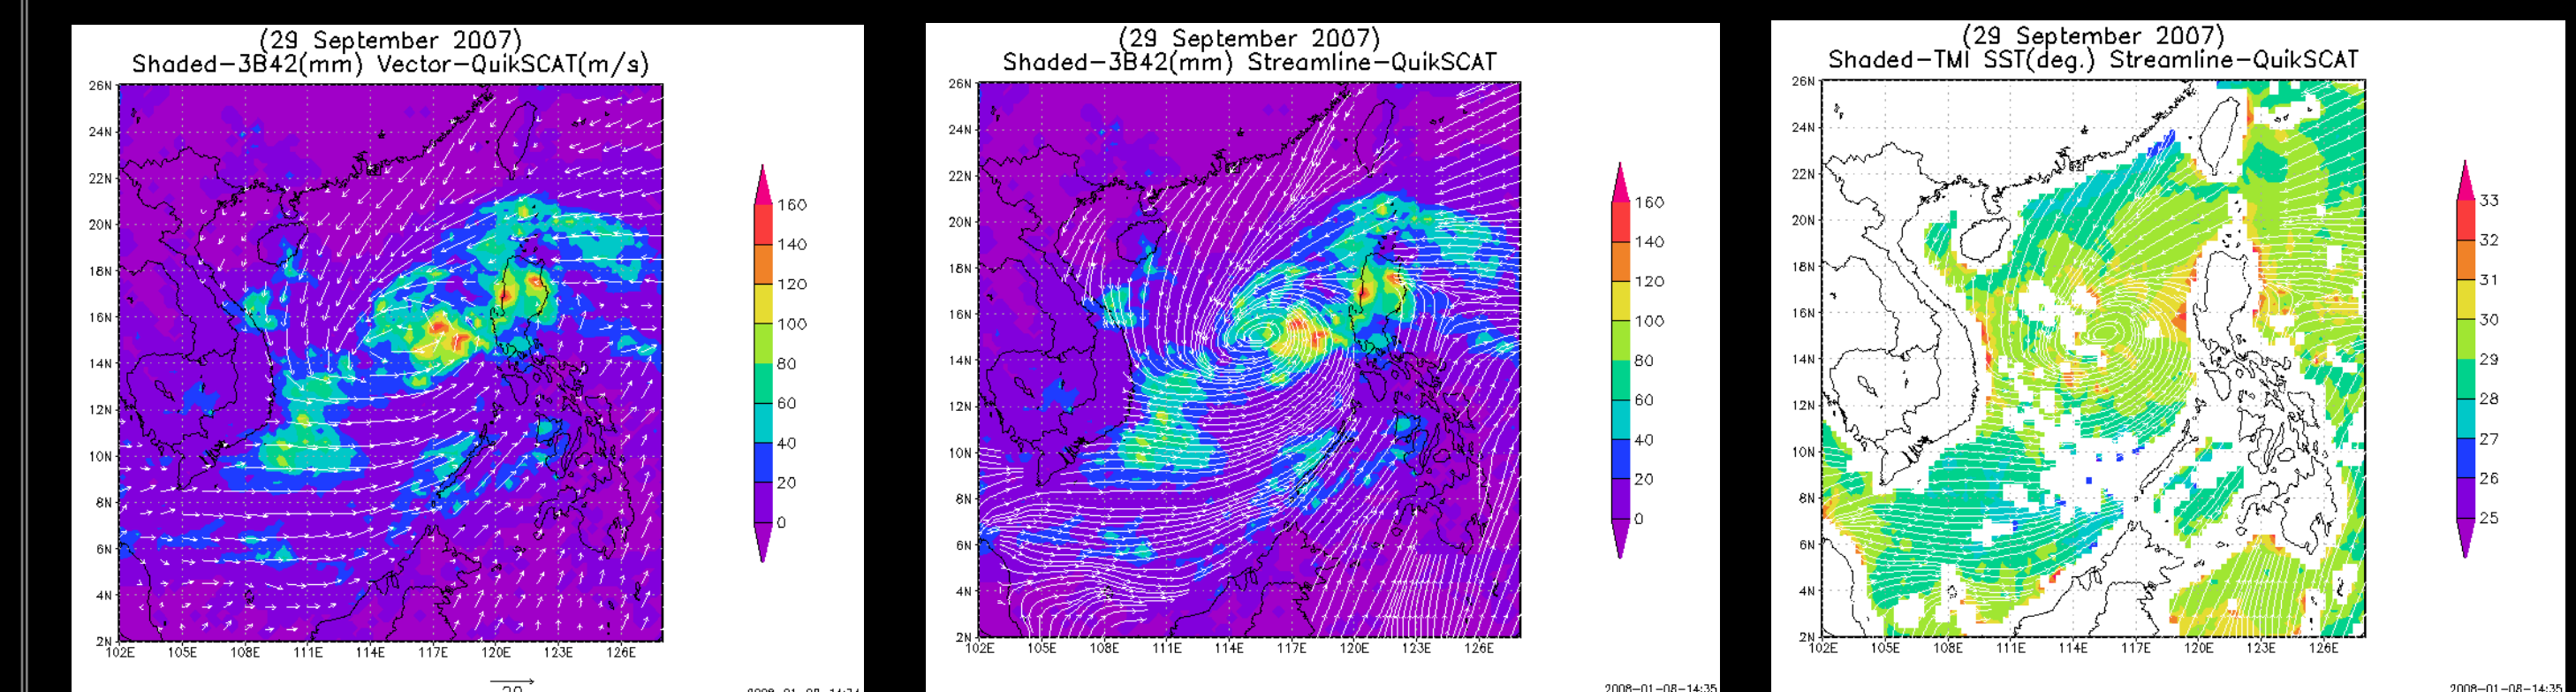 (29 September 2007)
Shaded-3B42(mm) Vector-QuikSCAT(m/s)
26N
24N
22N
20N
18N
16N
14N
12N
10N
8N
6N
4N
2N
102E 105E 108E 111E 114E 117E 120E 123E 126E
160
140
120
100
80
60
40
20
0
(29 September 2007)
Shaded-3B42(mm) Streamline-QuikSCAT
26N
24N
22N
20N
18N
16N
14N
12N
10N
8N
6N
4N
2N
102E 105E 108E 111E 114E 117E 120E 123E 126E
160
140
120
100
80
60
40
20
0
2008-01-08-14:35
(29 September 2007)
Shaded-TMI SST(deg.) Streamline-QuikSCAT
26N
24N
22N
20N
18N
16N
14N
12N
10N
8N
6N
4N
2N
102E 105E 108E 111E 114E 117E 120E 123E 126E
33
32
31
30
29
28
27
26
25
2008-01-08-14:35